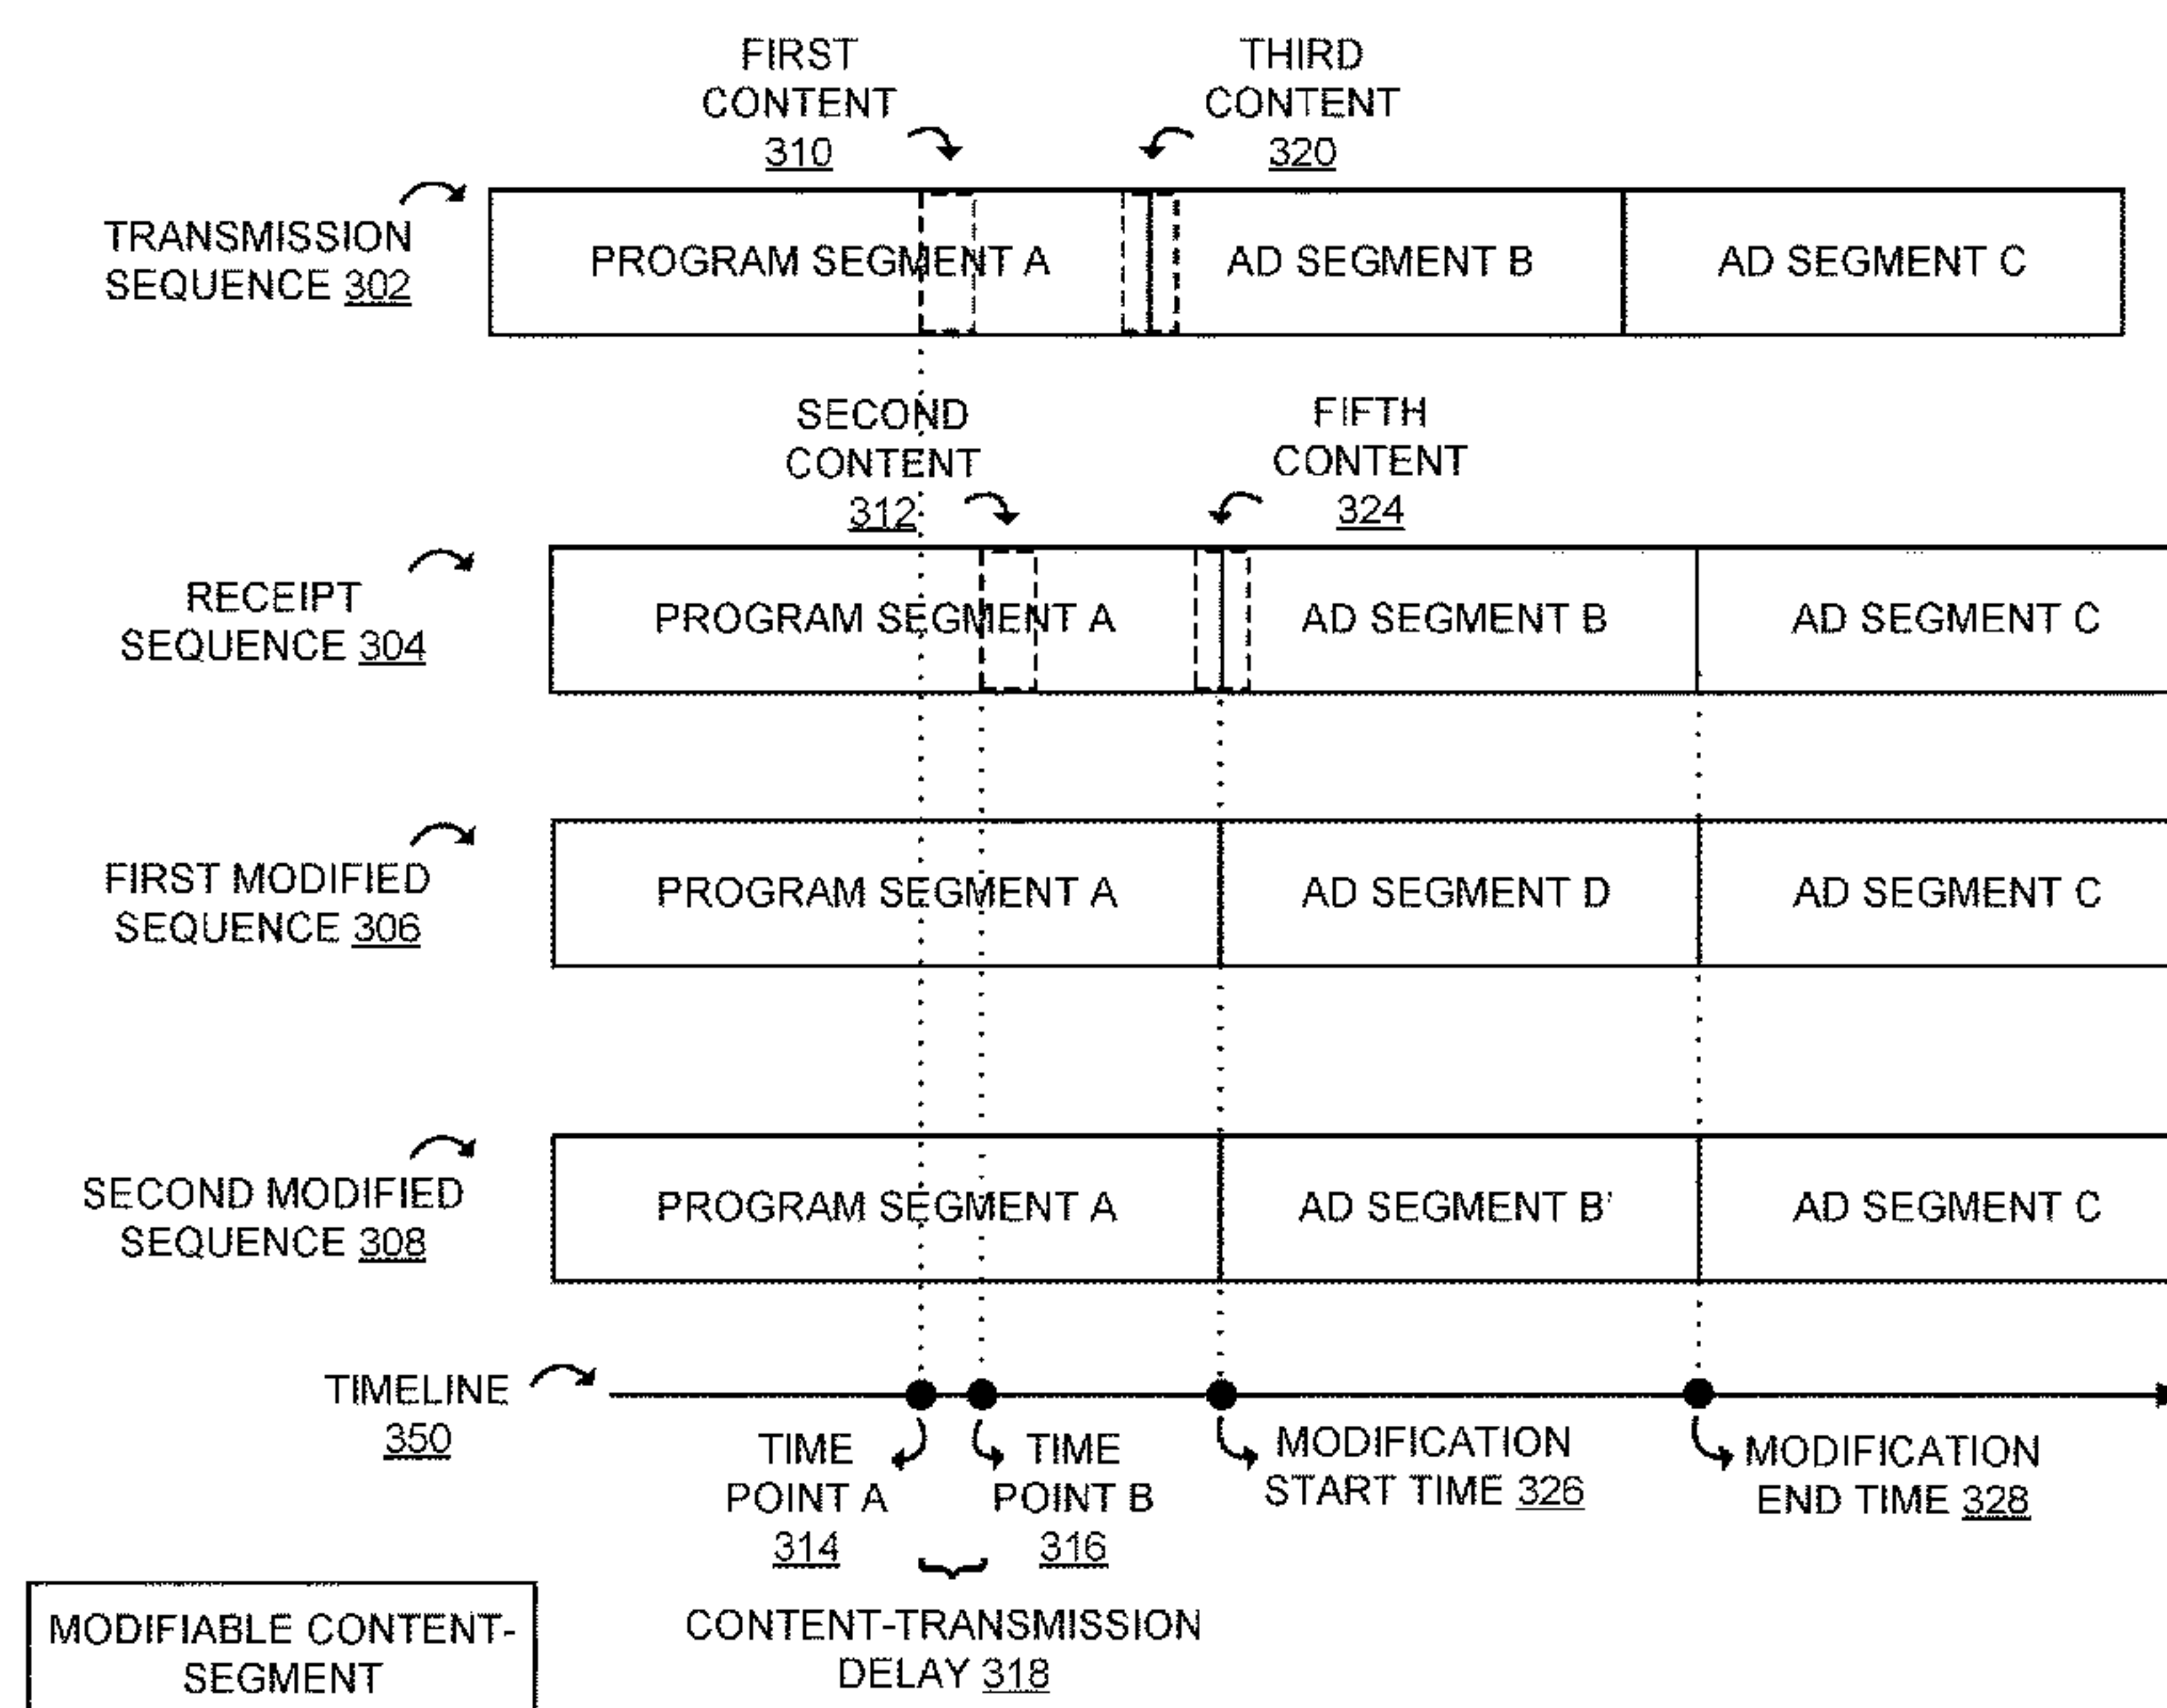 FIRST
CONTENT
310
THIRD
CONTENT
320
TRANSMISSION
SEQUENCE 302
PROGRAM SEGMENT A
AD SEGMENT B
AD SEGMENT C
SECOND
CONTENT
312
FIFTH
CONTENT
324
RECEIPT
SEQUENCE 304
PROGRAM SEGMENT A
AD SEGMENT B
AD SEGMENT C
FIRST MODIFIED
SEQUENCE 306
PROGRAM SEGMENT A
AD SEGMENT D
AD SEGMENT C
SECOND MODIFIED
SEQUENCE 308
PROGRAM SEGMENT A
AD SEGMENT B'
AD SEGMENT C
TIMELINE
350
TIME
POINT A
314
TIME
POINT B
316
MODIFICATION
START TIME 326
MODIFICATION
END TIME 328
CONTENT-TRANSMISSION
DELAY 318
MODIFIABLE CONTENT-
SEGMENT